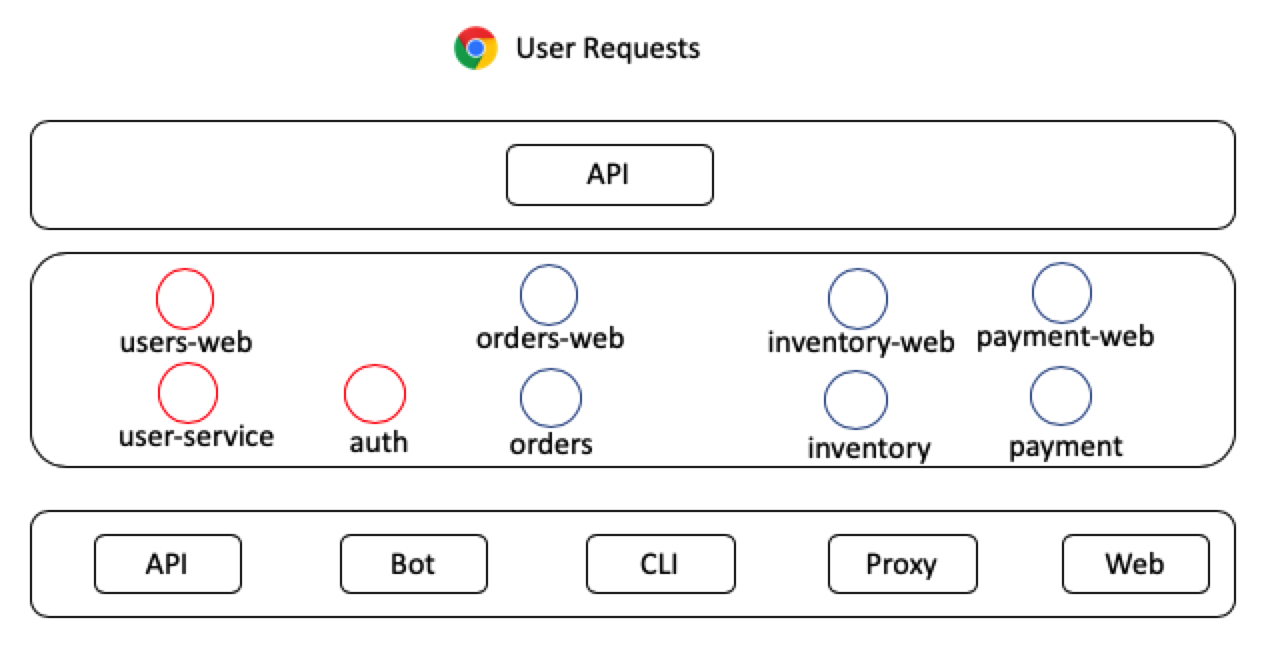 User Requests
API
users-web
orders-web
inventory-web
payment-web
user-service
auth
orders
inventory
payment
API
Bot
CLI
Proxy
Web